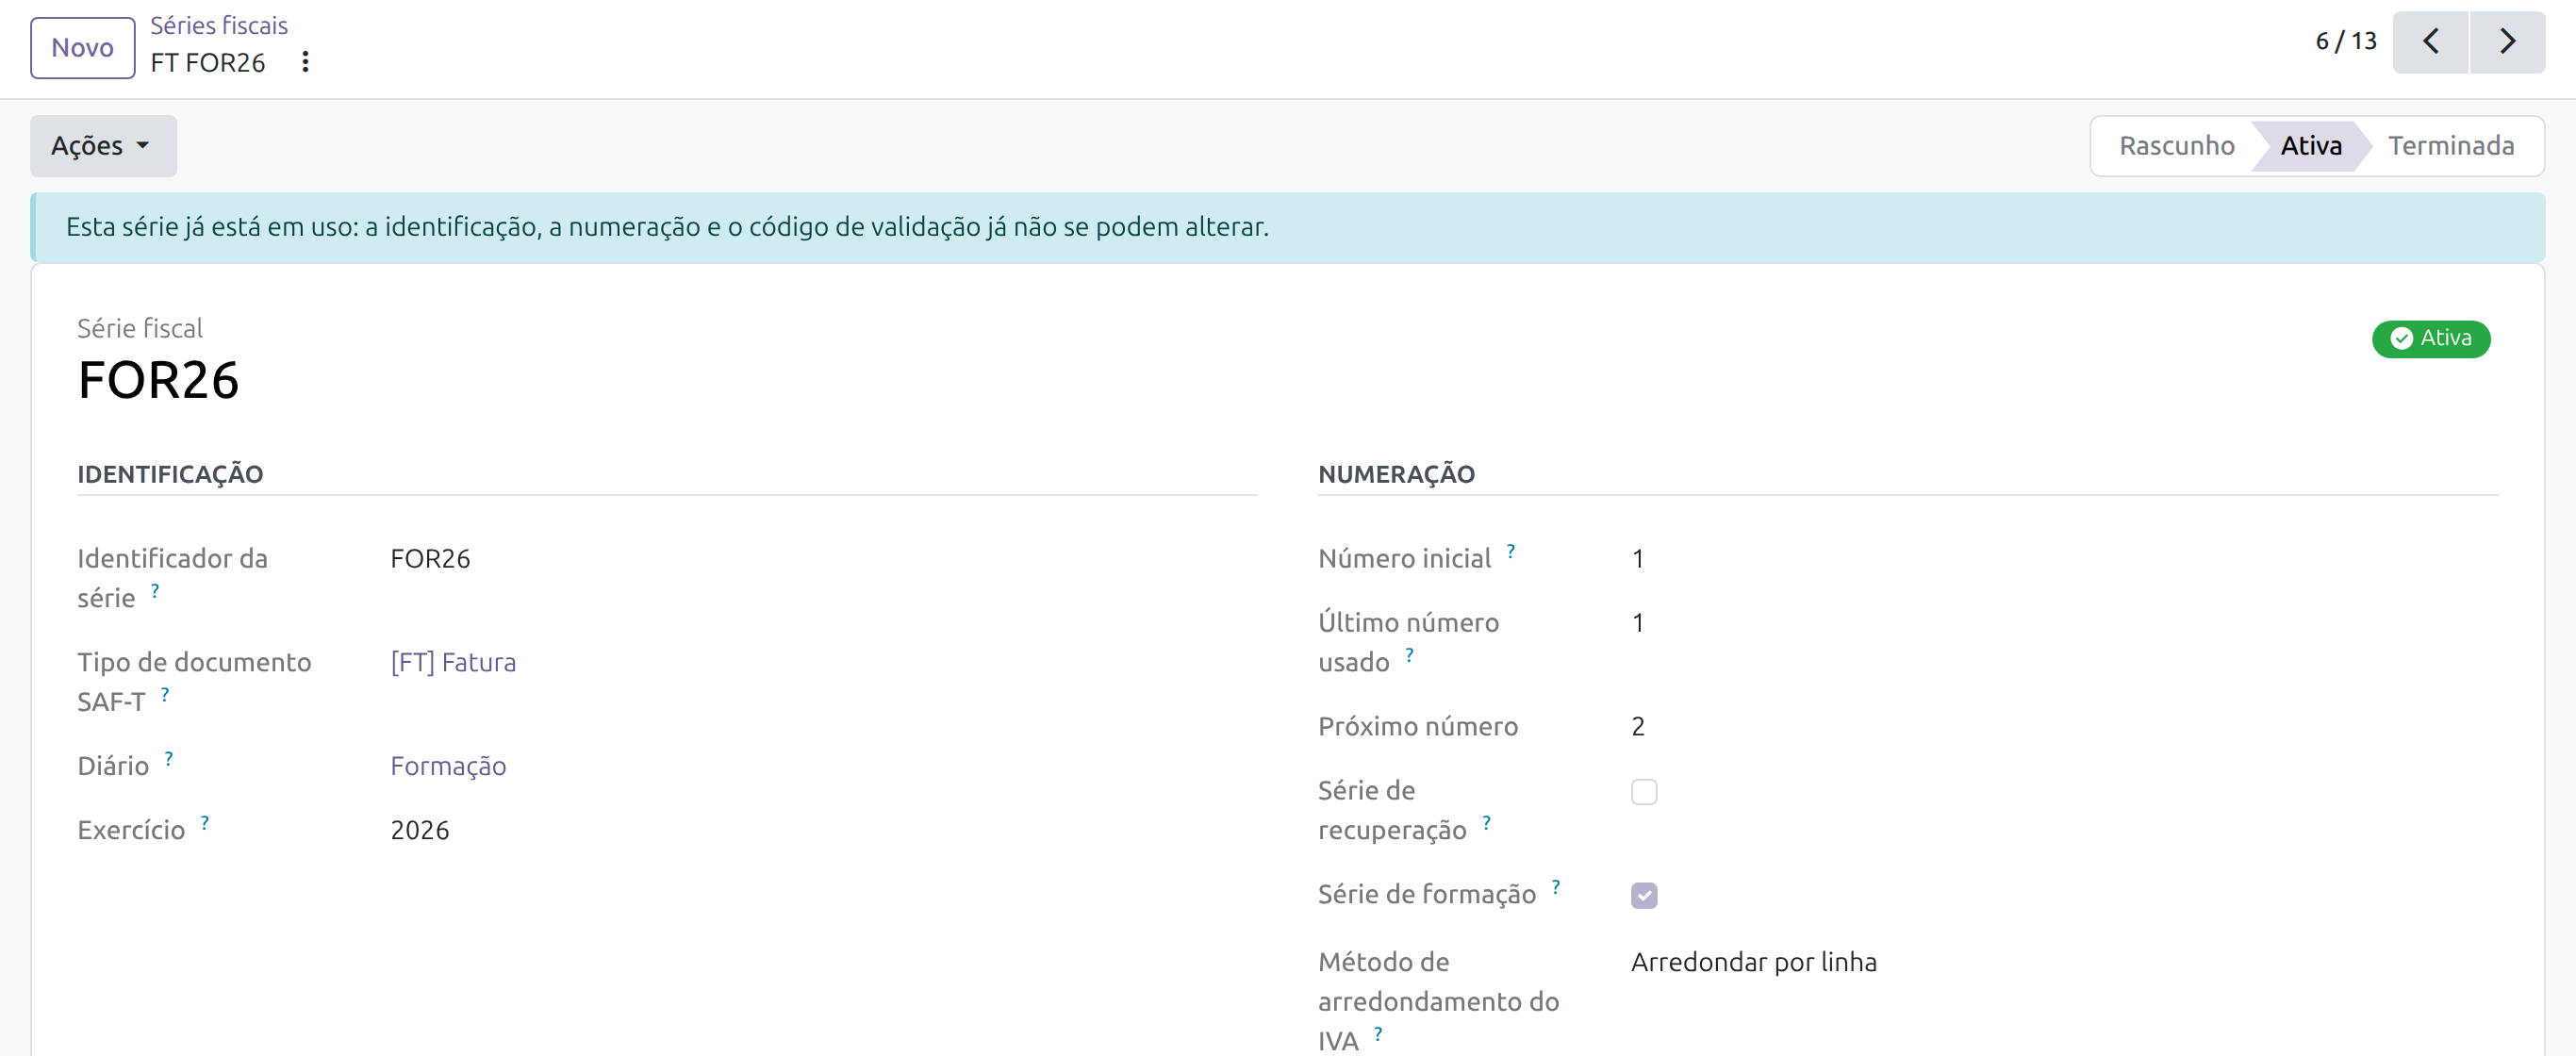 Novo
Séries fiscais
FT FOR26
6 / 13
Ações
Rascunho
Ativa
Terminada
Esta série já está em uso: a identificação, a numeração e o código de validação já não se podem alterar.
Série fiscal
Ativa
FOR26
IDENTIFICAÇÃO
Identificador da
série ?
FOR26
Tipo de documento
SAF-T ?
[FT] Fatura
Diário ?
Formação
Exercício ?
2026
NUMERAÇÃO
Número inicial ?
1
Último número
usado ?
1
Próximo número
2
Série de
recuperação ?
Série de formação ?
Método de
arredondamento do
IVA ?
Arredondar por linha